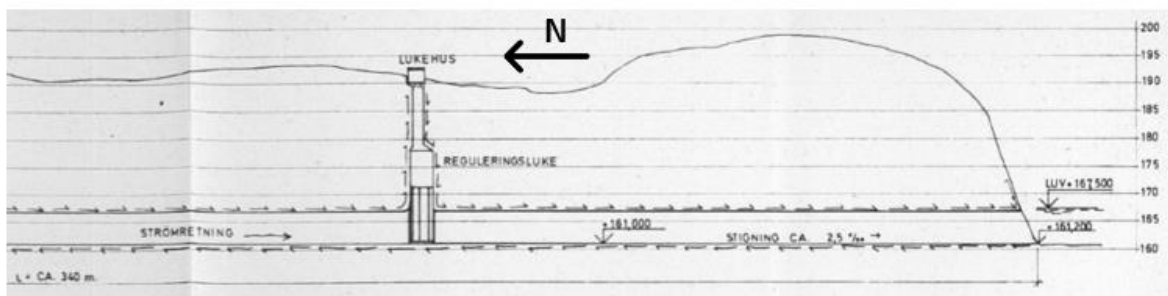 N
LUKEHUS
REGULERINGSLUKE
LUV + 167,500
STRÖMRETNING
+161,000
STIGNING CA. 2,5 ‰
+161,200
L = CA. 340 m.
200
195
190
185
180
175
170
165
160